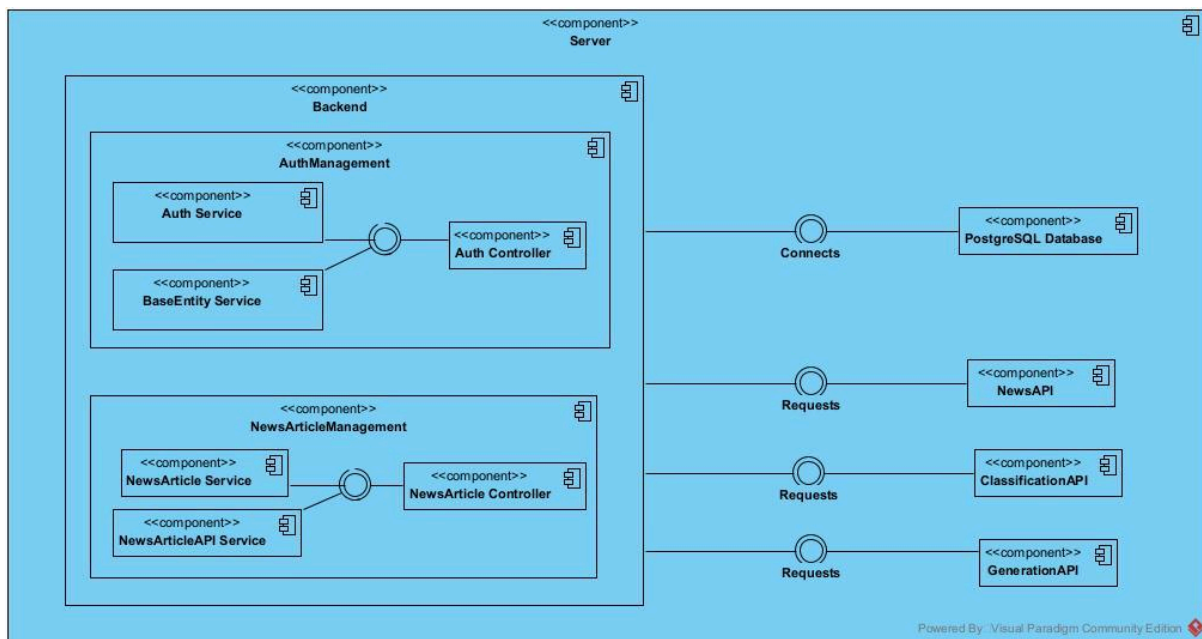 <<component>>
Server
<<component>>
Backend
<<component>>
AuthManagement
<<component>>
Auth Service
<<component>>
Auth Controller
<<component>>
BaseEntity Service
Connects
<<component>>
PostgreSQL Database
<<component>>
NewsArticleManagement
<<component>>
NewsArticle Service
<<component>>
NewsArticle Controller
<<component>>
NewsArticleAPI Service
Requests
<<component>>
NewsAPI
Requests
<<component>>
ClassificationAPI
Requests
<<component>>
GenerationAPI
Powered By: Visual Paradigm Community Edition